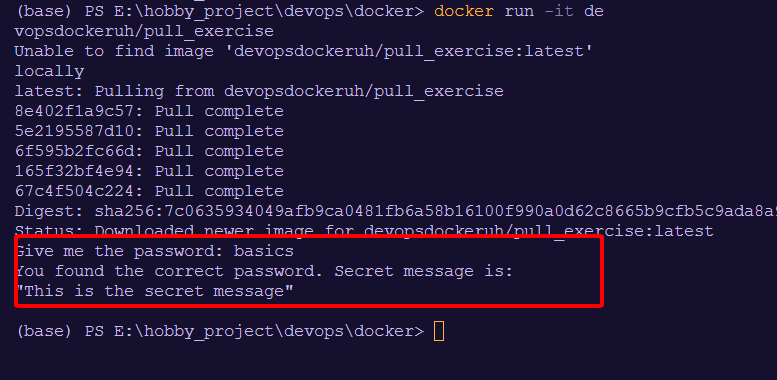 (base) PS E:\hobby_project\devops\docker> docker run -it de
vopsdockeruh/pull_exercise
Unable to find image 'devopsdockeruh/pull_exercise:latest'
locally
latest: Pulling from devopsdockeruh/pull_exercise
8e402f1a9c57: Pull complete
5e2195587d10: Pull complete
6f595b2fc66d: Pull complete
165f32bf4e94: Pull complete
67c4f504c224: Pull complete
Digest: sha256:7c0635934049afb9ca0481fb6a58b16100f990a0d62c8665b9cfb5c9ada8a9
Status: Downloaded newer image for devopsdockeruh/pull_exercise:latest
Give me the password: basics
You found the correct password. Secret message is:
"This is the secret message"
(base) PS E:\hobby_project\devops\docker>